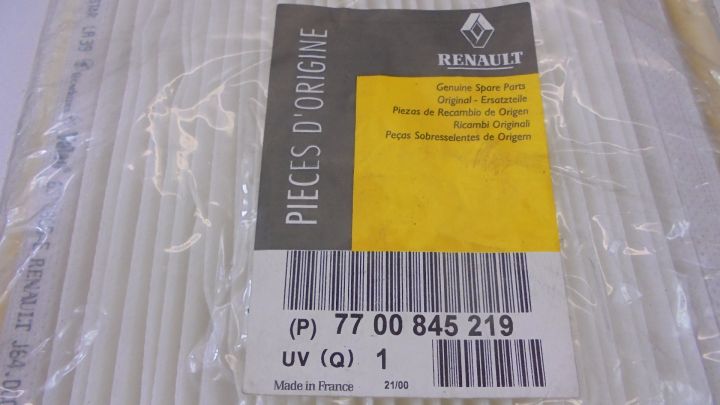 RENAULT
PIECES D'ORIGINE
Genuine Spare Parts
Original - Ersatzteile
Piezas de Recambio de Origen
Ricambi Originali
Peças Sobresselentes de Origem
(P) 77 00 845 219
UV (Q) 1
Made in France 21/00
RENAULT J64.